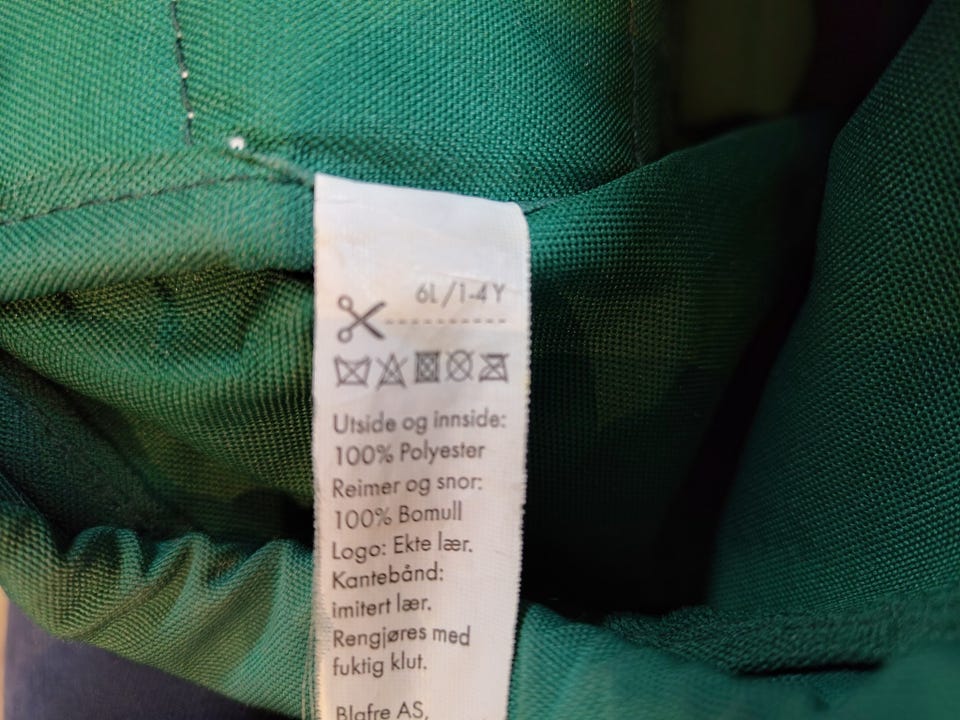 6L/1-4Y
Utside og innside:
100% Polyester
Reimer og snor:
100% Bomull
Logo: Ekte lær.
Kantebånd:
imitert lær.
Rengjøres med
fuktig klut.
Blafre AS,